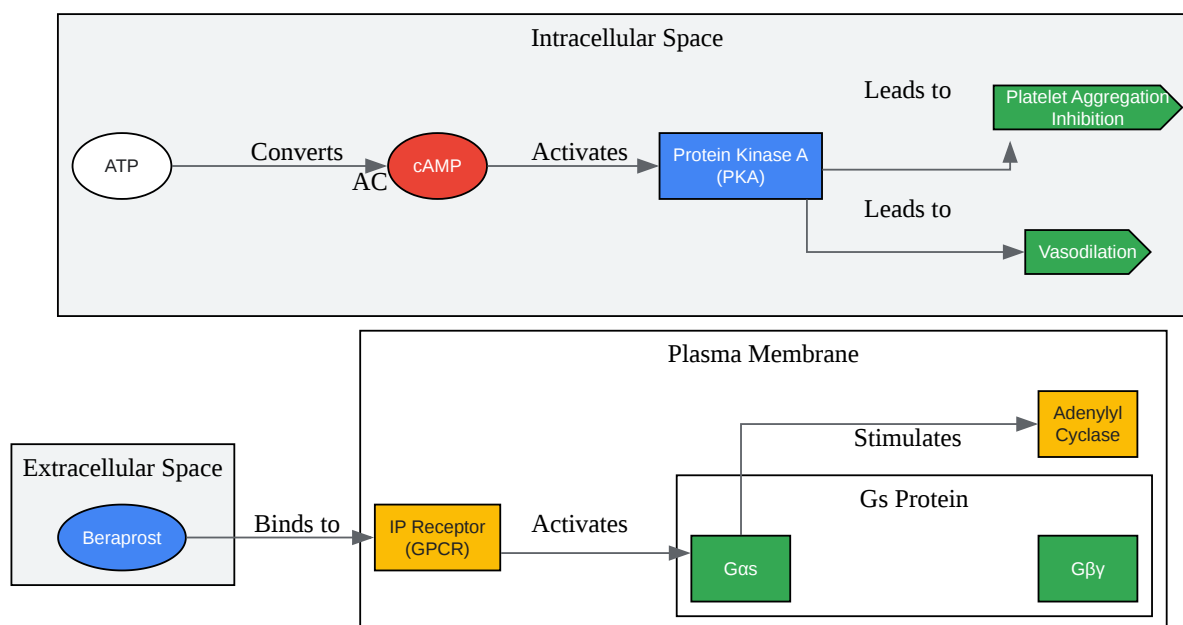 Intracellular Space
Leads to
Platelet Aggregation
Inhibition
ATP
Converts
AC
cAMP
Activates
Protein Kinase A
(PKA)
Leads to
Vasodilation
Plasma Membrane
Adenylyl
Cyclase
Stimulates
Extracellular Space
Gs Protein
Beraprost
Binds to
IP Receptor
(GPCR)
Activates
Gαs
Gβγ